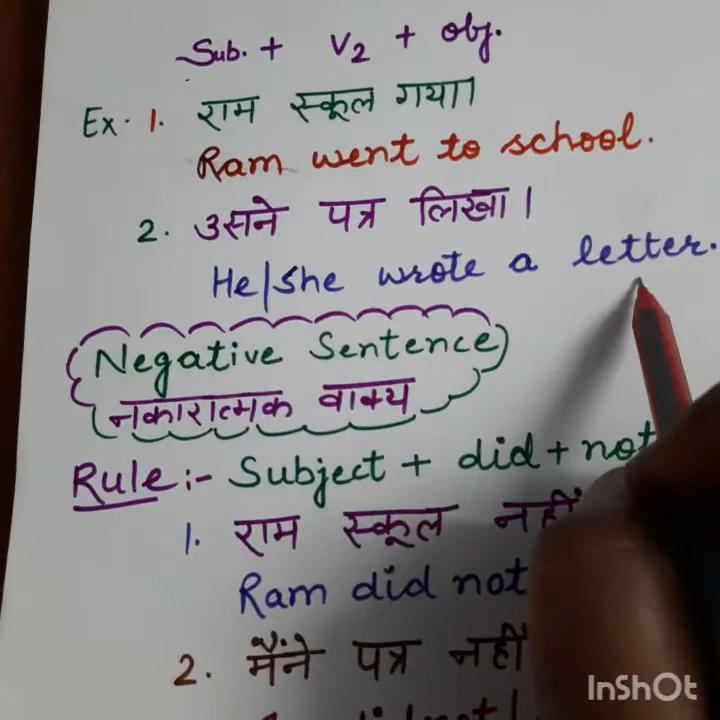 Sub. + V2 + obj.
Ex. 1. राम स्कूल गया।
Ram went to school.
2. उसने पत्र लिखा।
He/She wrote a letter.
Negative Sentence
नकारात्मक वाक्य
Rule:- Subject + did + not
1. राम स्कूल नहीं
Ram did not
2. मैंने पत्र नहीं
InShOt